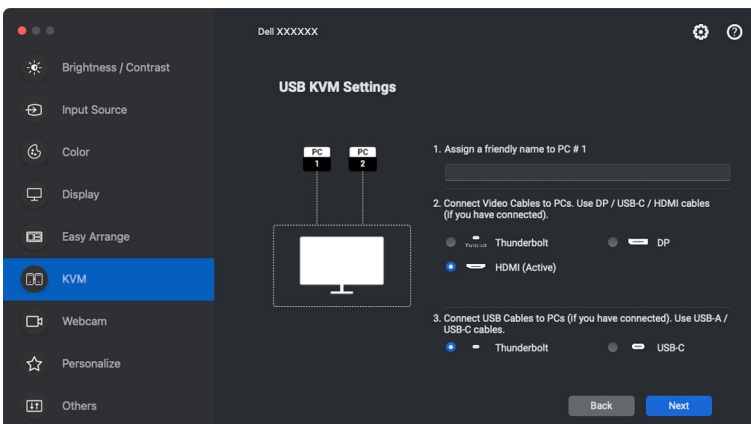 Dell XXXXXX
Brightness / Contrast
Input Source
Color
Display
Easy Arrange
KVM
Webcam
Personalize
Others
USB KVM Settings
PC
1
PC
2
1. Assign a friendly name to PC # 1
2. Connect Video Cables to PCs. Use DP / USB-C / HDMI cables
(if you have connected).
Thunderbolt
DP
HDMI (Active)
3. Connect USB Cables to PCs (if you have connected). Use USB-A /
USB-C cables.
Thunderbolt
USB-C
Back
Next